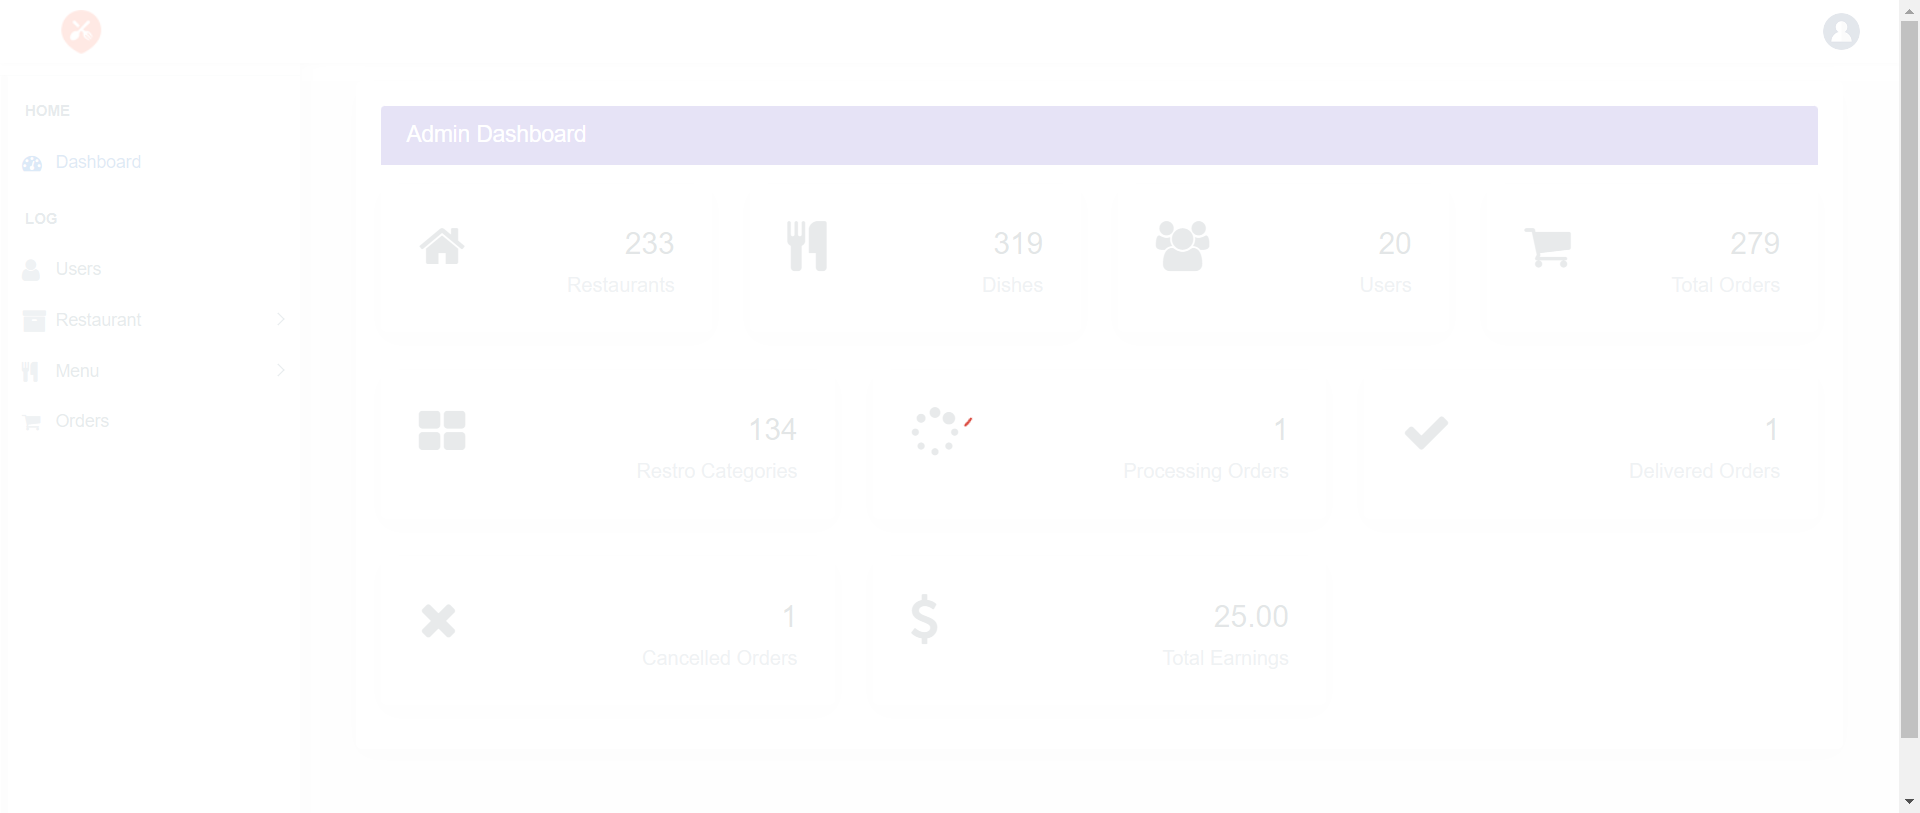 HOME
Dashboard
LOG
Users
Restaurant
Menu
Orders
Admin Dashboard
233
Restaurants
319
Dishes
20
Users
279
Total Orders
134
Restro Categories
1
Processing Orders
1
Delivered Orders
1
Cancelled Orders
25.00
Total Earnings